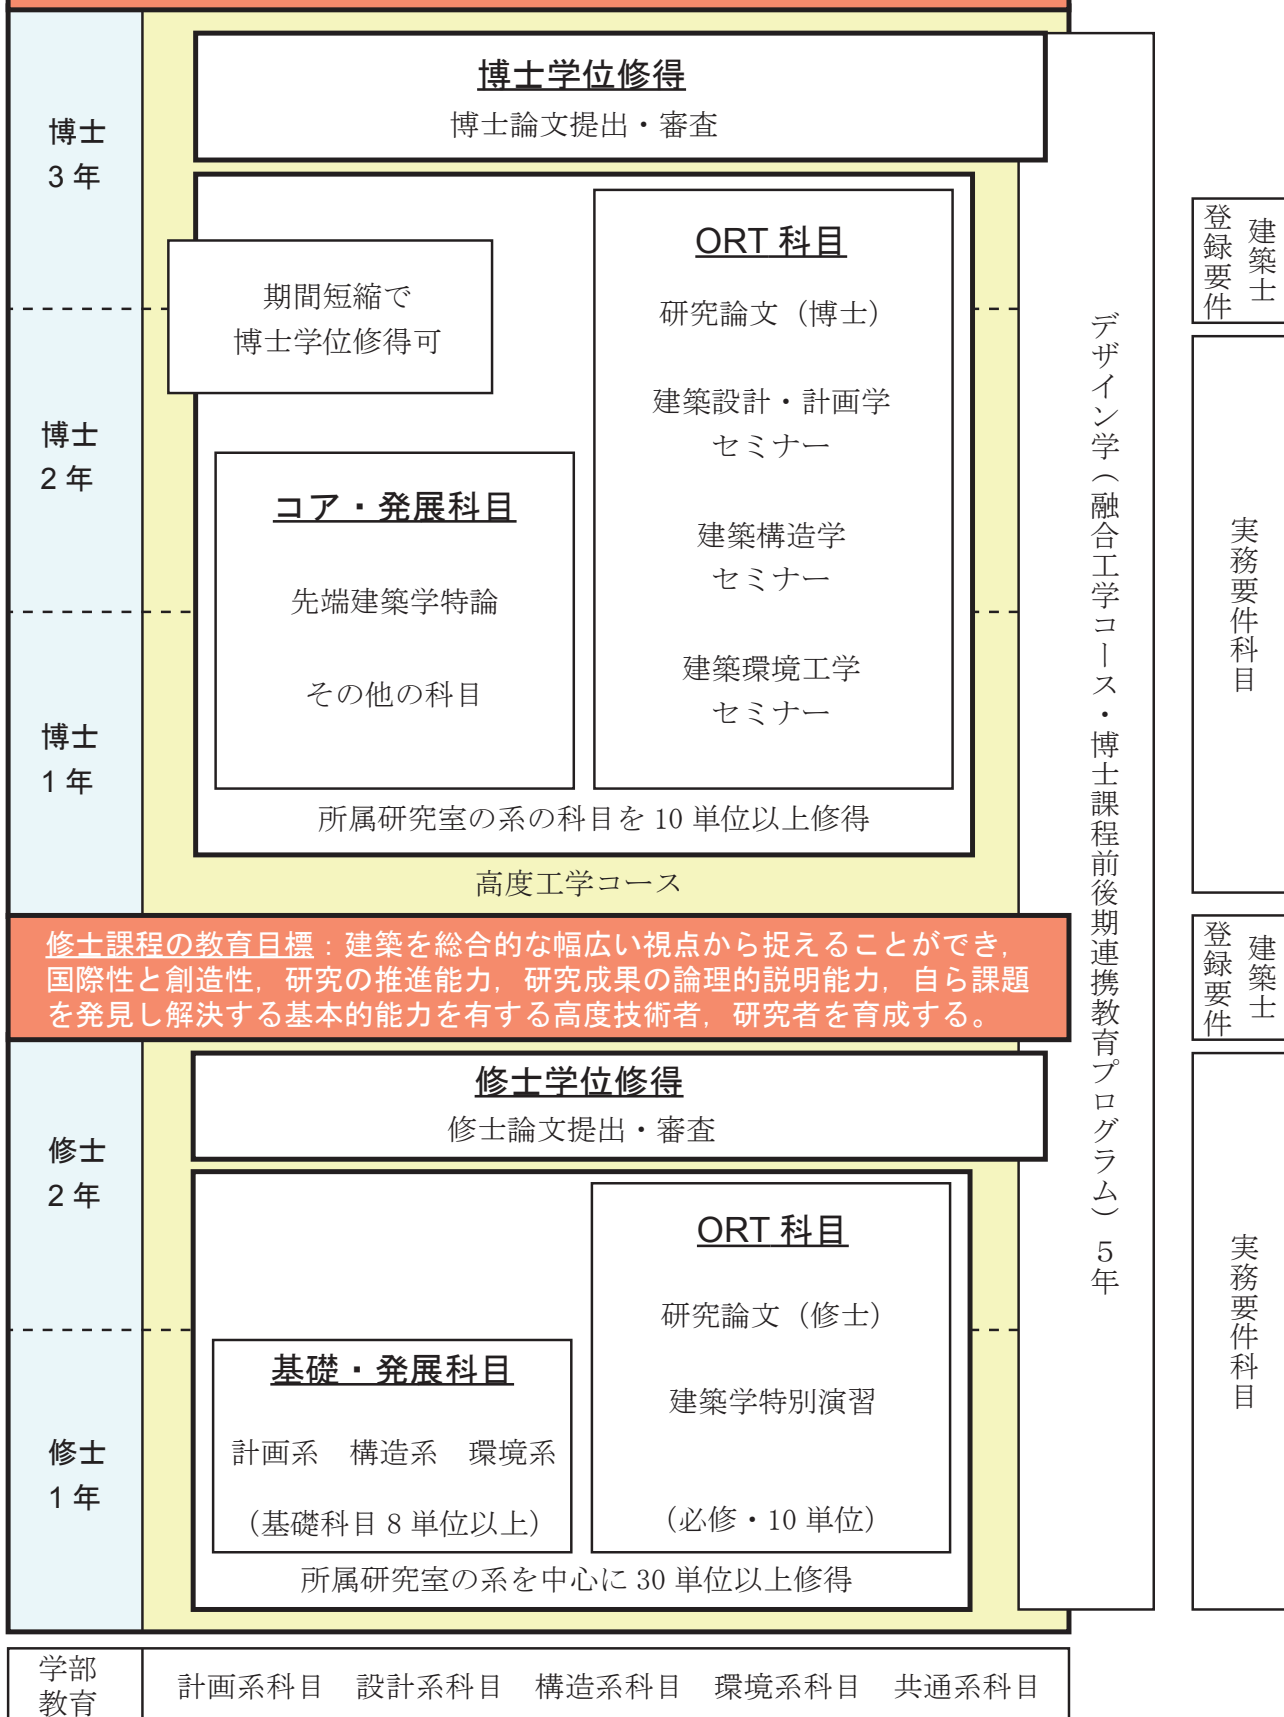 博士
3 年
博士学位修得
博士論文提出・審査
期間短縮で
博士学位修得可
ORT 科目
研究論文（博士）
建築設計・計画学
セミナー
建築構造学
セミナー
建築環境工学
セミナー
博士
2 年
コア・発展科目
先端建築学特論
その他の科目
博士
1 年
所属研究室の系の科目を 10 単位以上修得
高度工学コース
修士課程の教育目標：建築を総合的な幅広い視点から捉えることができ，
国際性と創造性，研究の推進能力，研究成果の論理的説明能力，自ら課題
を発見し解決する基本的能力を有する高度技術者，研究者を育成する。
修士
2 年
修士学位修得
修士論文提出・審査
ORT 科目
研究論文（修士）
建築学特別演習
（必修・10 単位）
修士
1 年
基礎・発展科目
計画系　構造系　環境系
（基礎科目 8 単位以上）
所属研究室の系を中心に 30 単位以上修得
学部
教育
計画系科目　設計系科目　構造系科目　環境系科目　共通系科目
デザイン学（融合工学コース・博士課程前後期連携教育プログラム）5年
建築士
登録要件
実務要件科目
建築士
登録要件
実務要件科目